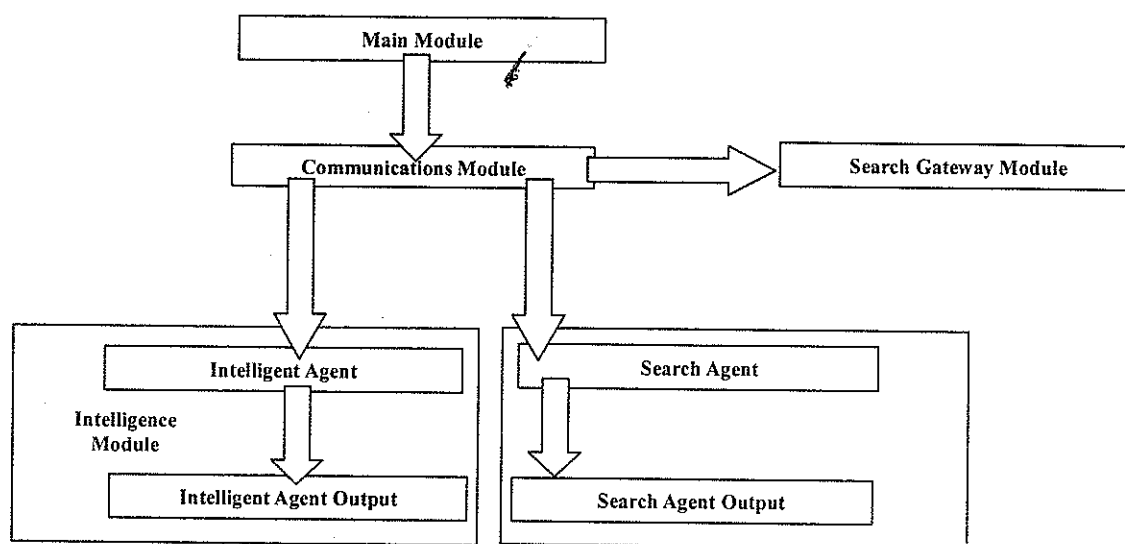 Main Module
Communications Module
Search Gateway Module
Intelligent Agent
Search Agent
Intelligence
Module
Intelligent Agent Output
Search Agent Output